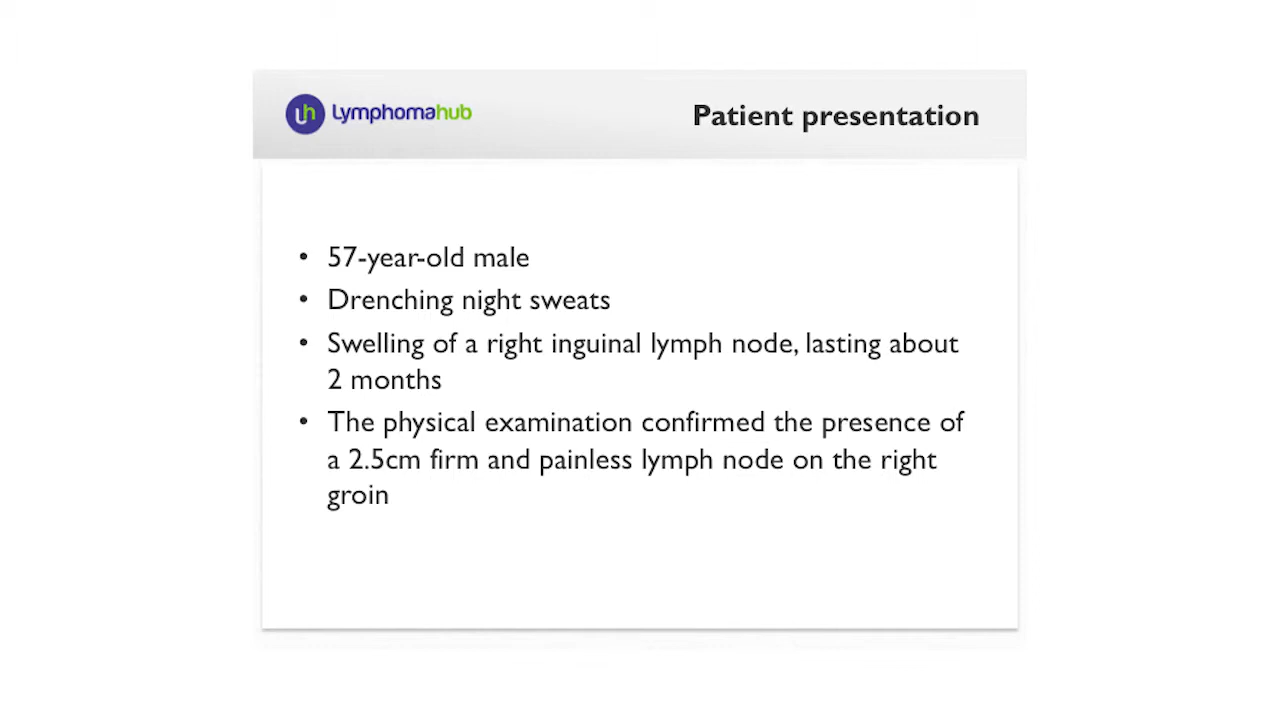 Lymphomahub
Patient presentation
• 57-year-old male
• Drenching night sweats
• Swelling of a right inguinal lymph node, lasting about
2 months
• The physical examination confirmed the presence of
a 2.5cm firm and painless lymph node on the right
groin